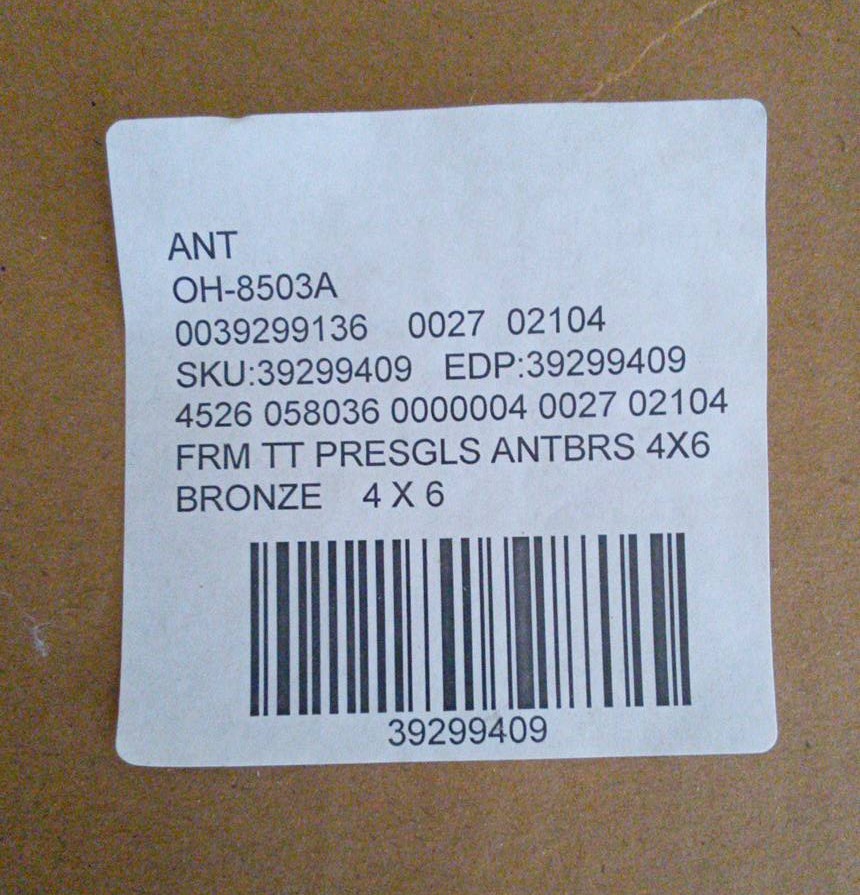 ANT
OH-8503A
0039299136 0027 02104
SKU:39299409 EDP:39299409
4526 058036 0000004 0027 02104
FRM TT PRESGLS ANTBRS 4X6
BRONZE 4 X 6
39299409